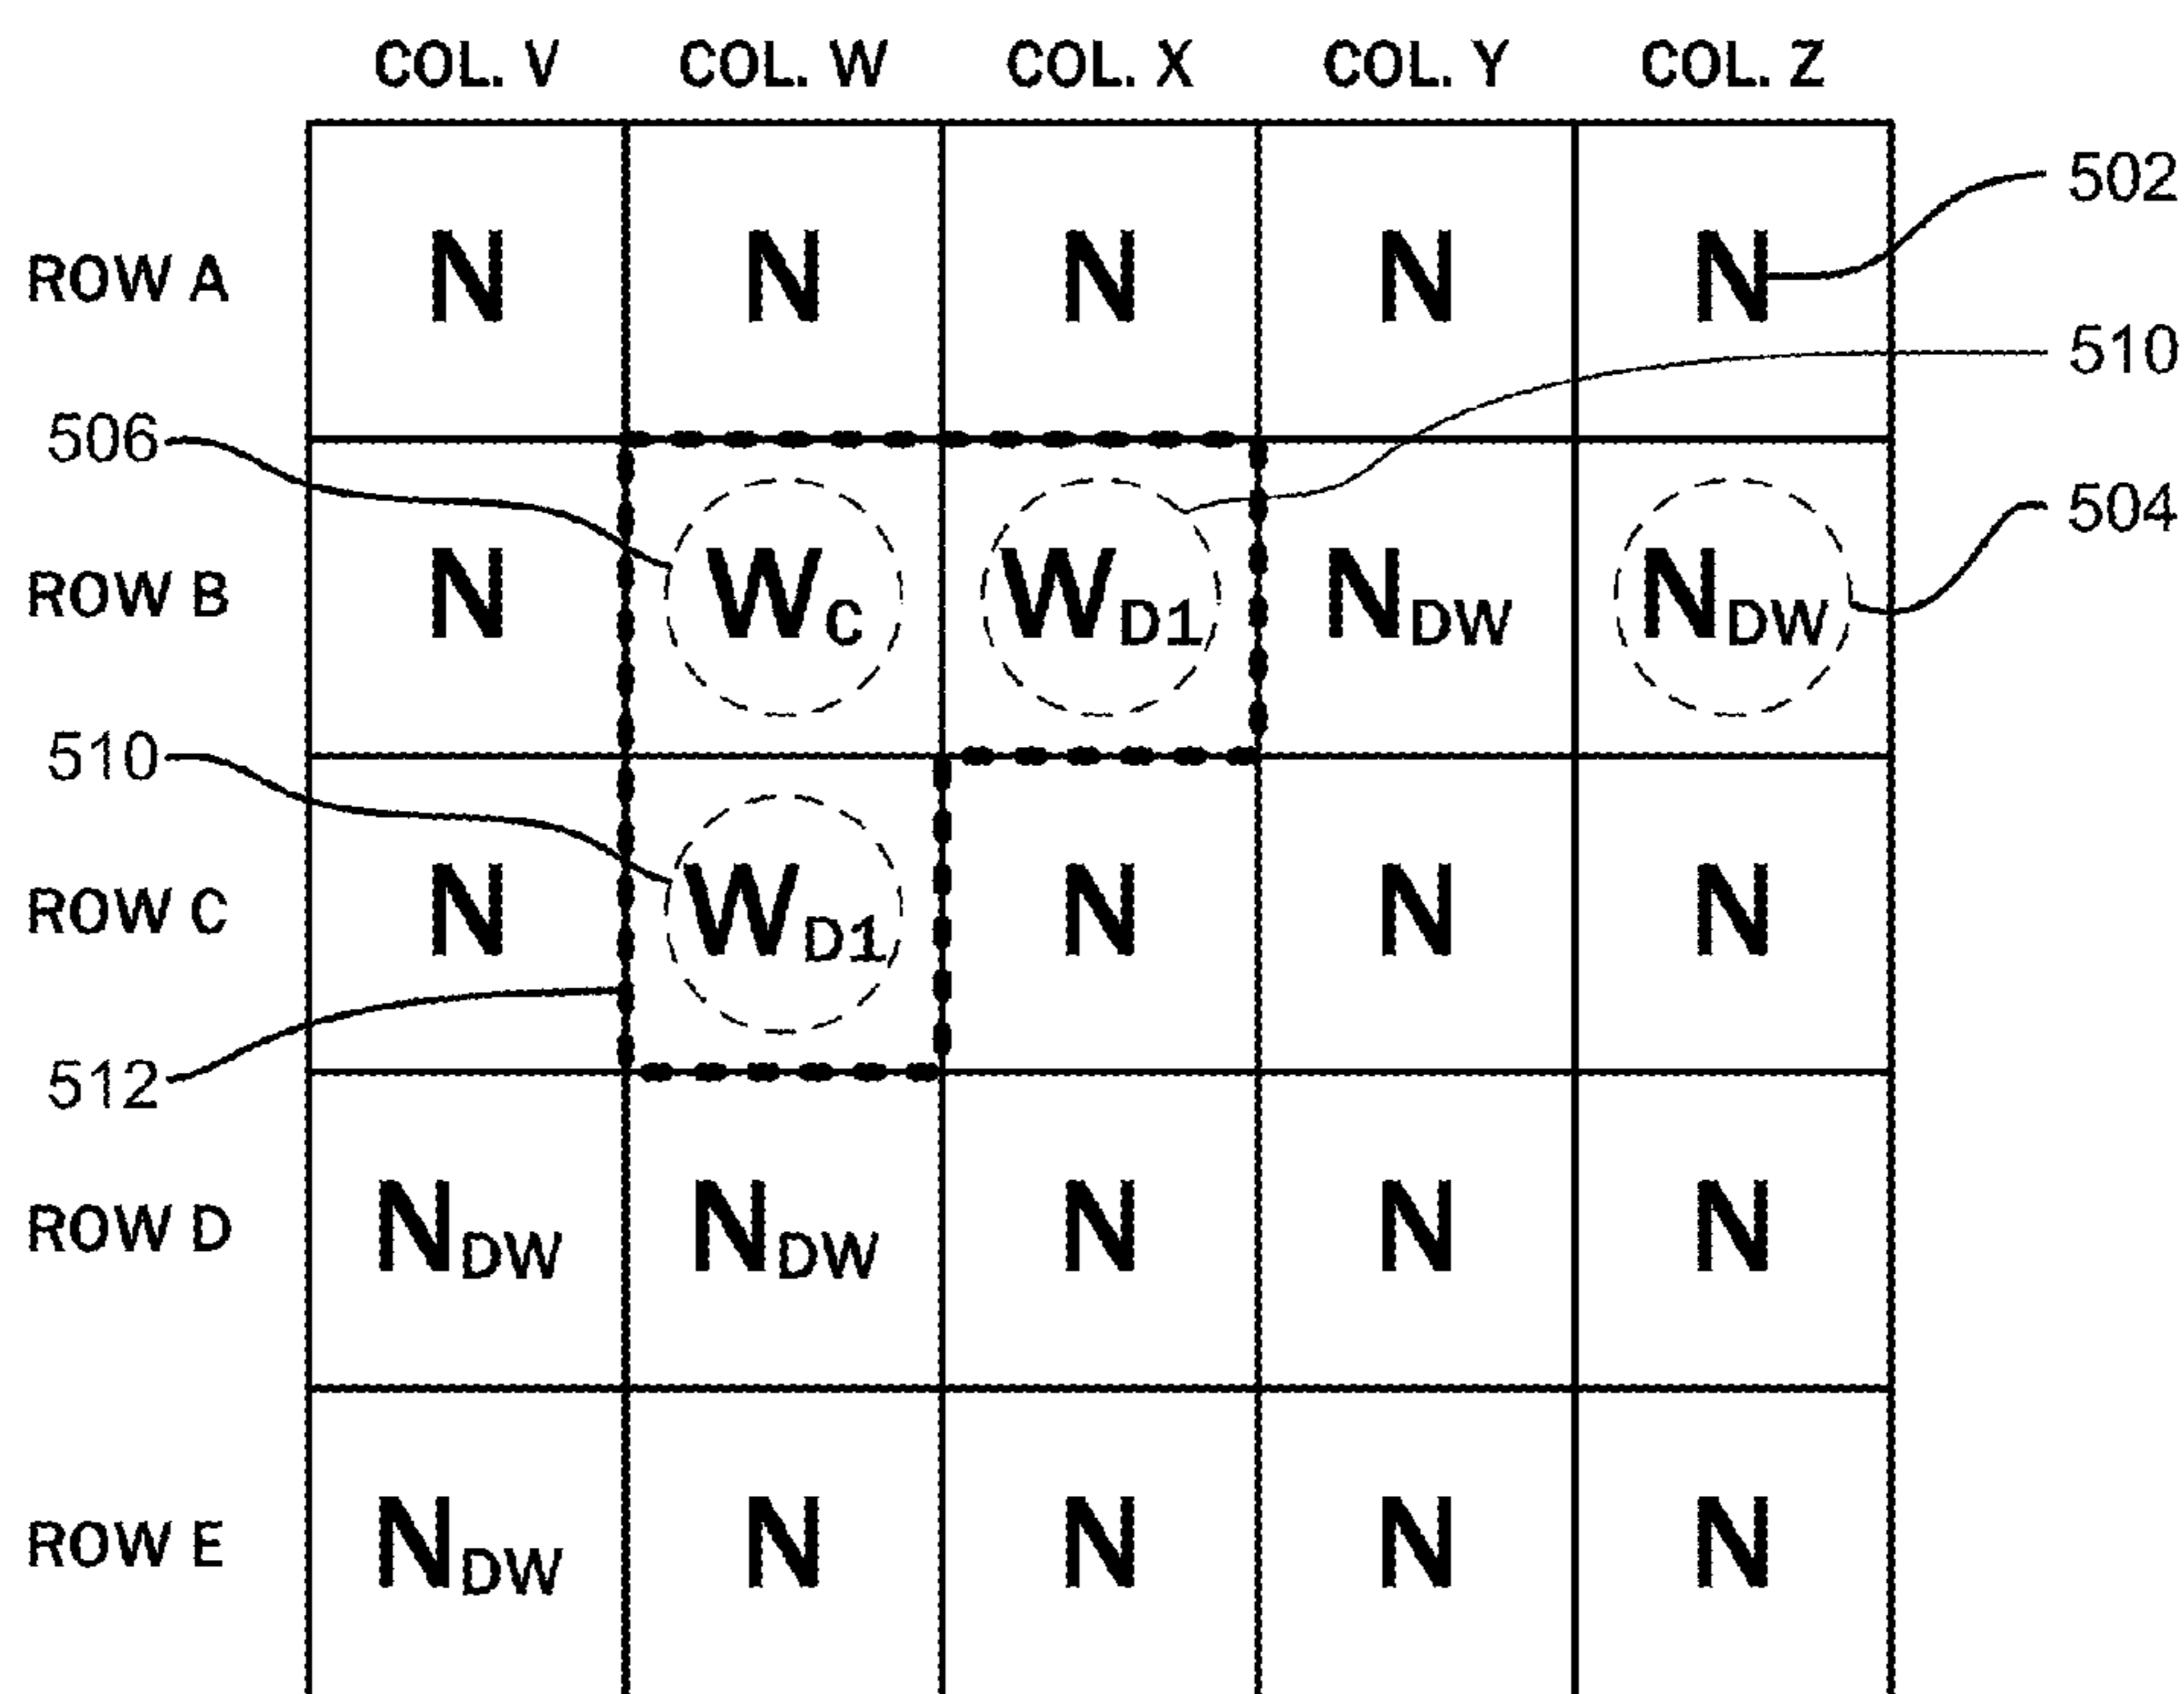 COL. V COL. W COL. X COL. Y COL. Z
502
ROW A N N N N N
510
506
504
ROW B N WC WD1 NDW NDW
510
ROW C N WD1 N N N
512
ROW D NDW NDW N N N
ROW E NDW N N N N